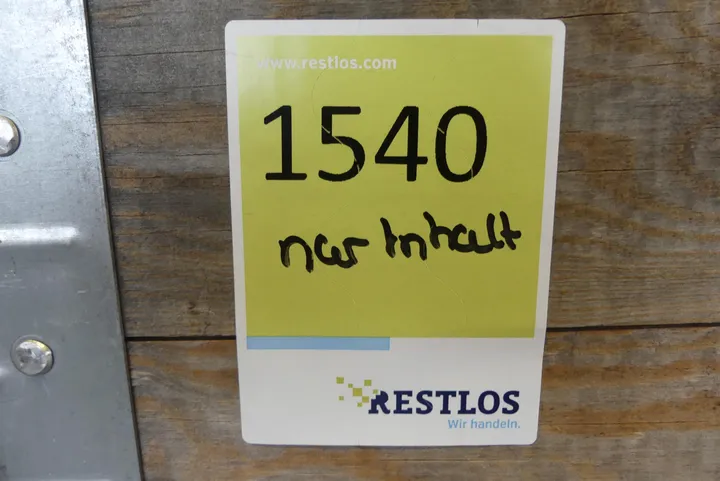 www.restlos.com
1540
nur Inhalt
RESTLOS
Wir handeln.